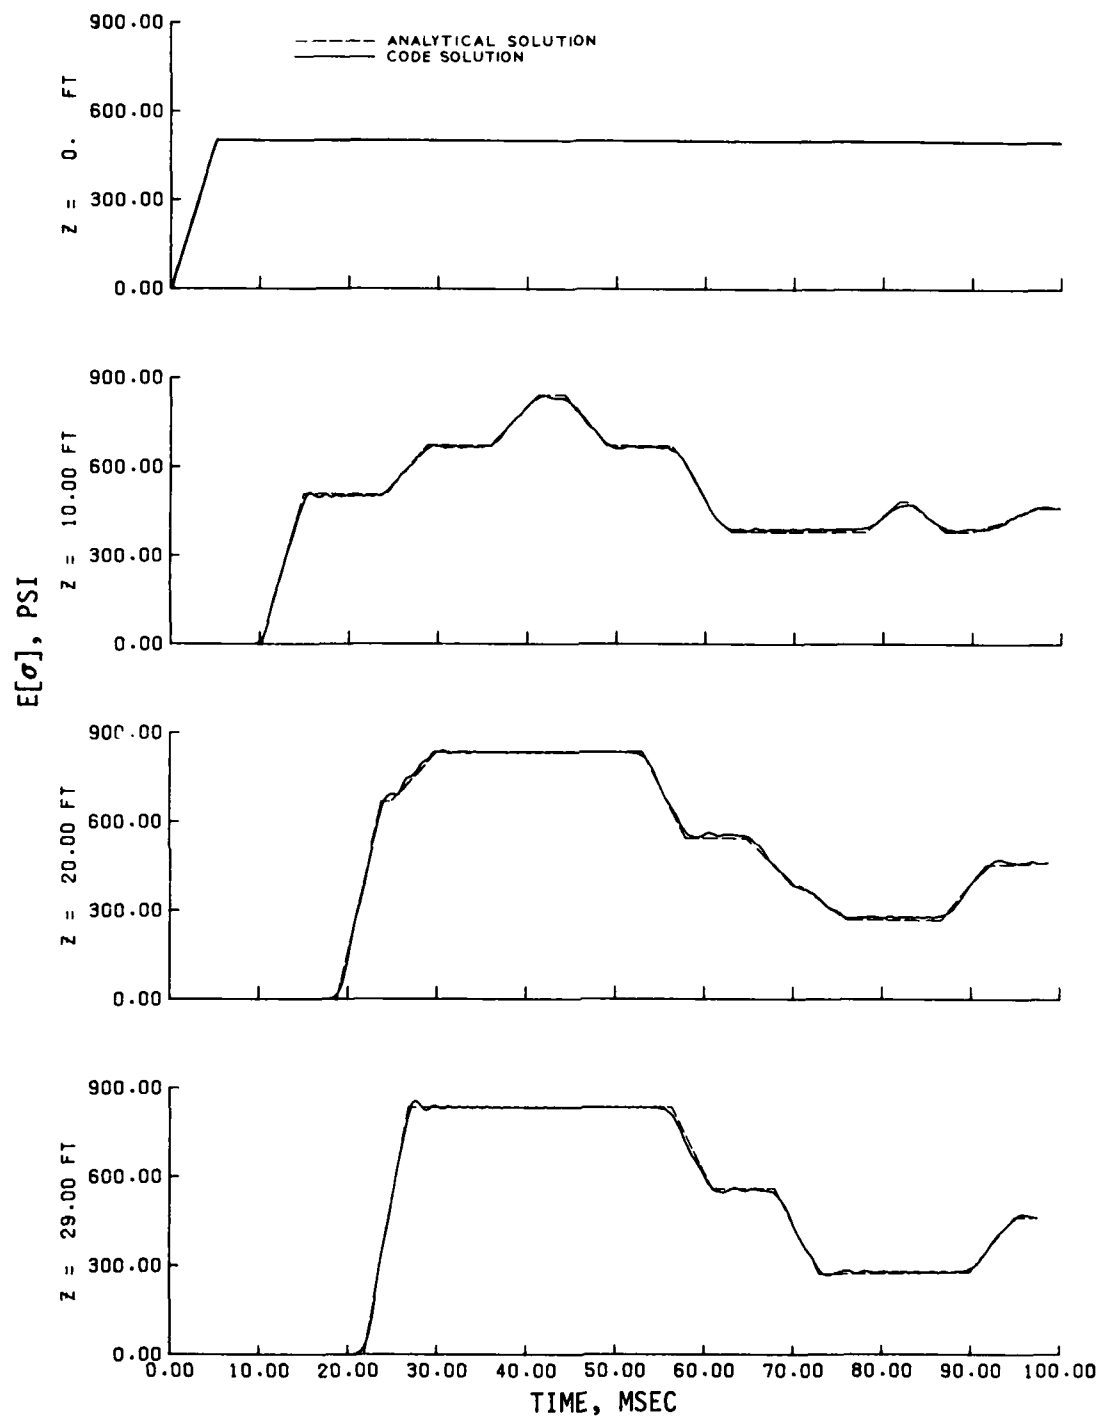 900.00
ANALYTICAL SOLUTION
CODE SOLUTION
600.00
300.00
0.00
Z = 0. FT
900.00
600.00
300.00
0.00
Z = 10.00 FT
E[σ], PSI
900.00
600.00
300.00
0.00
Z = 20.00 FT
900.00
600.00
300.00
0.00
Z = 29.00 FT
0.00 10.00 20.00 30.00 40.00 50.00 60.00 70.00 80.00 90.00 100.00
TIME, MSEC